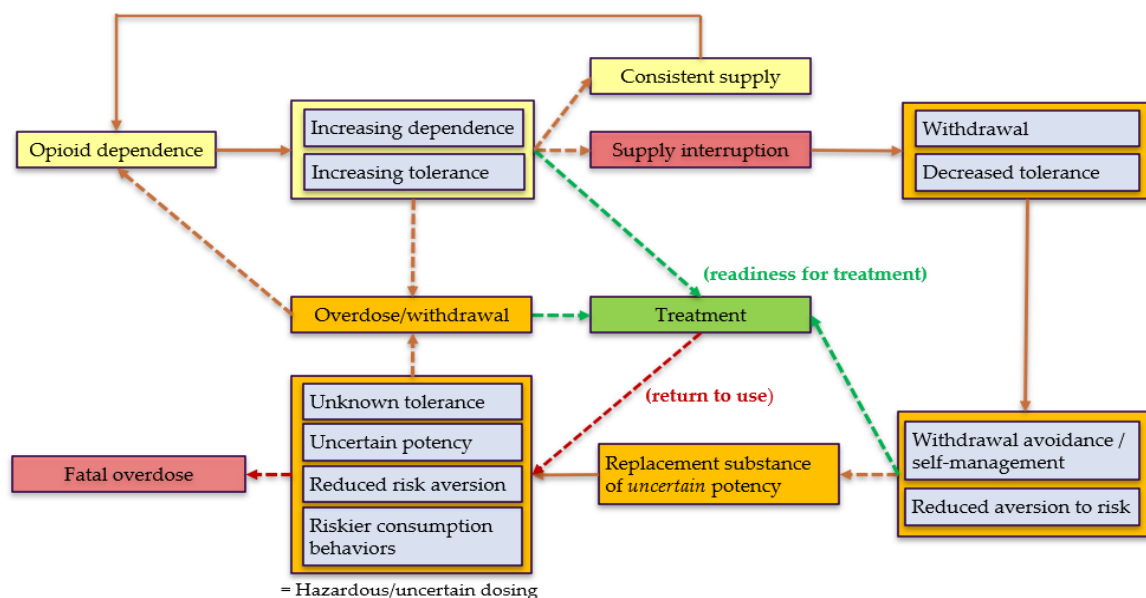 Consistent supply
Opioid dependence
Increasing dependence
Increasing tolerance
Supply interruption
Withdrawal
Decreased tolerance
(readiness for treatment)
Overdose/withdrawal
Treatment
(return to use)
Unknown tolerance
Uncertain potency
Reduced risk aversion
Riskier consumption
behaviors
Fatal overdose
Replacement substance
of uncertain potency
Withdrawal avoidance /
self-management
Reduced aversion to risk
= Hazardous/uncertain dosing